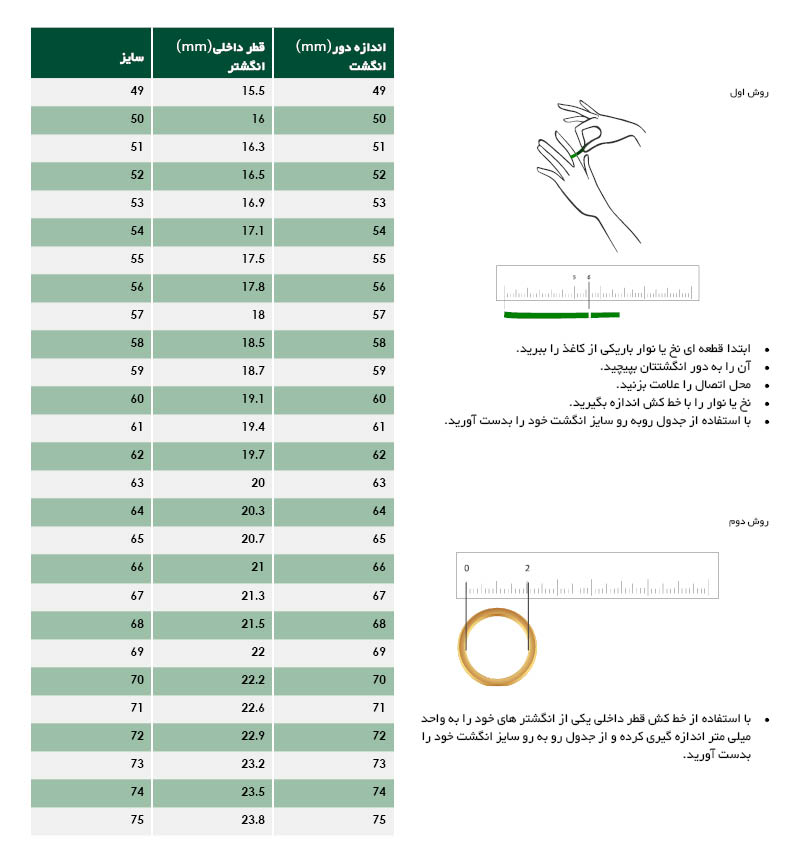 اندازه دور(mm) انگشت	قطر داخلی(mm) انگشتر	سایز
49	15.5	49
50	16	50
51	16.3	51
52	16.5	52
53	16.9	53
54	17.1	54
55	17.5	55
56	17.8	56
57	18	57
58	18.5	58
59	18.7	59
60	19.1	60
61	19.4	61
62	19.7	62
63	20	63
64	20.3	64
65	20.7	65
66	21	66
67	21.3	67
68	21.5	68
69	22	69
70	22.2	70
71	22.6	71
72	22.9	72
73	23.2	73
74	23.5	74
75	23.8	75
روش اول
5 6
• ابتدا قطعه ای نخ یا نوار باریکی از کاغذ را ببرید.
• آن را به دور انگشتتان بپیچید.
• محل اتصال را علامت بزنید.
• نخ یا نوار را با خط کش اندازه بگیرید.
• با استفاده از جدول روبه رو سایز انگشت خود را بدست آورید.
روش دوم
0 2
• با استفاده از خط کش قطر داخلی یکی از انگشتر های خود را به واحد
میلی متر اندازه گیری کرده و از جدول رو به رو سایز انگشت خود را
بدست آورید.